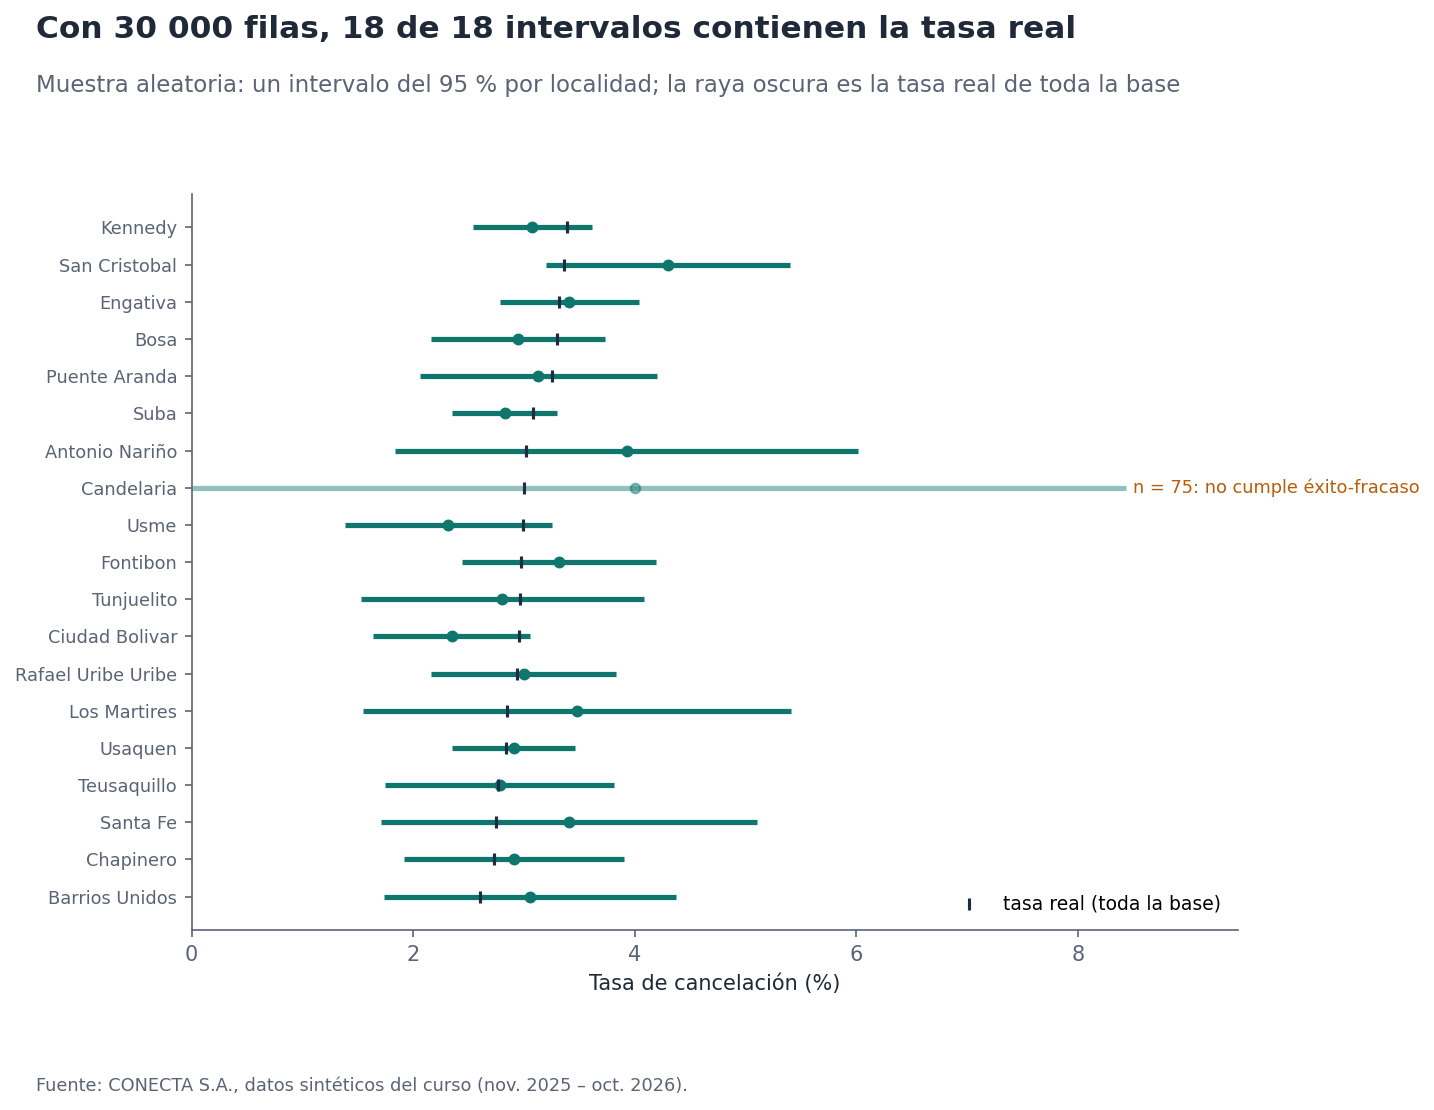 Con 30 000 filas, 18 de 18 intervalos contienen la tasa real
Muestra aleatoria: un intervalo del 95 % por localidad; la raya oscura es la tasa real de toda la base
Kennedy
San Cristobal
Engativa
Bosa
Puente Aranda
Suba
Antonio Nariño
Candelaria
n = 75: no cumple éxito-fracaso
Usme
Fontibon
Tunjuelito
Ciudad Bolivar
Rafael Uribe Uribe
Los Martires
Usaquen
Teusaquillo
Santa Fe
Chapinero
Barrios Unidos
tasa real (toda la base)
0 2 4 6 8
Tasa de cancelación (%)
Fuente: CONECTA S.A., datos sintéticos del curso (nov. 2025 – oct. 2026).